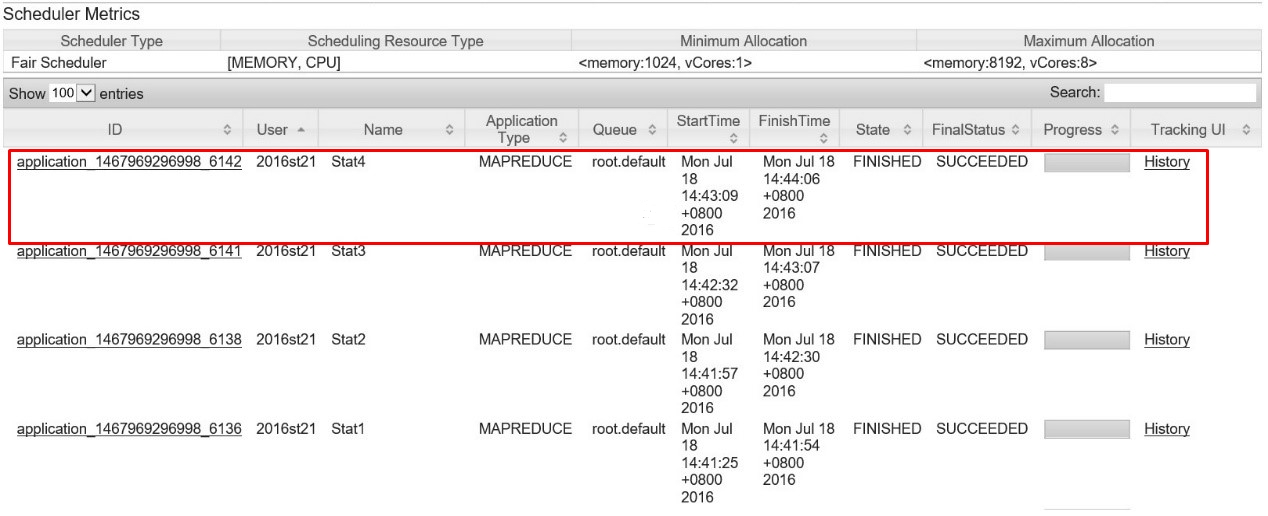 Scheduler Metrics
Scheduler Type Scheduling Resource Type Minimum Allocation Maximum Allocation
Fair Scheduler [MEMORY, CPU] <memory:1024, vCores:1> <memory:8192, vCores:8>
Show 100 entries Search:
ID User Name Application Type Queue StartTime FinishTime State FinalStatus Progress Tracking UI
application_1467969296998_6142 2016st21 Stat4 MAPREDUCE root.default Mon Jul Mon Jul 18 FINISHED SUCCEEDED History
18 14:44:06
14:43:09 +0800
+0800 2016
2016
application_1467969296998_6141 2016st21 Stat3 MAPREDUCE root.default Mon Jul Mon Jul 18 FINISHED SUCCEEDED History
18 14:43:07
14:42:32 +0800
+0800 2016
2016
application_1467969296998_6138 2016st21 Stat2 MAPREDUCE root.default Mon Jul Mon Jul 18 FINISHED SUCCEEDED History
18 14:42:30
14:41:57 +0800
+0800 2016
2016
application_1467969296998_6136 2016st21 Stat1 MAPREDUCE root.default Mon Jul Mon Jul 18 FINISHED SUCCEEDED History
18 14:41:54
14:41:25 +0800
+0800 2016
2016